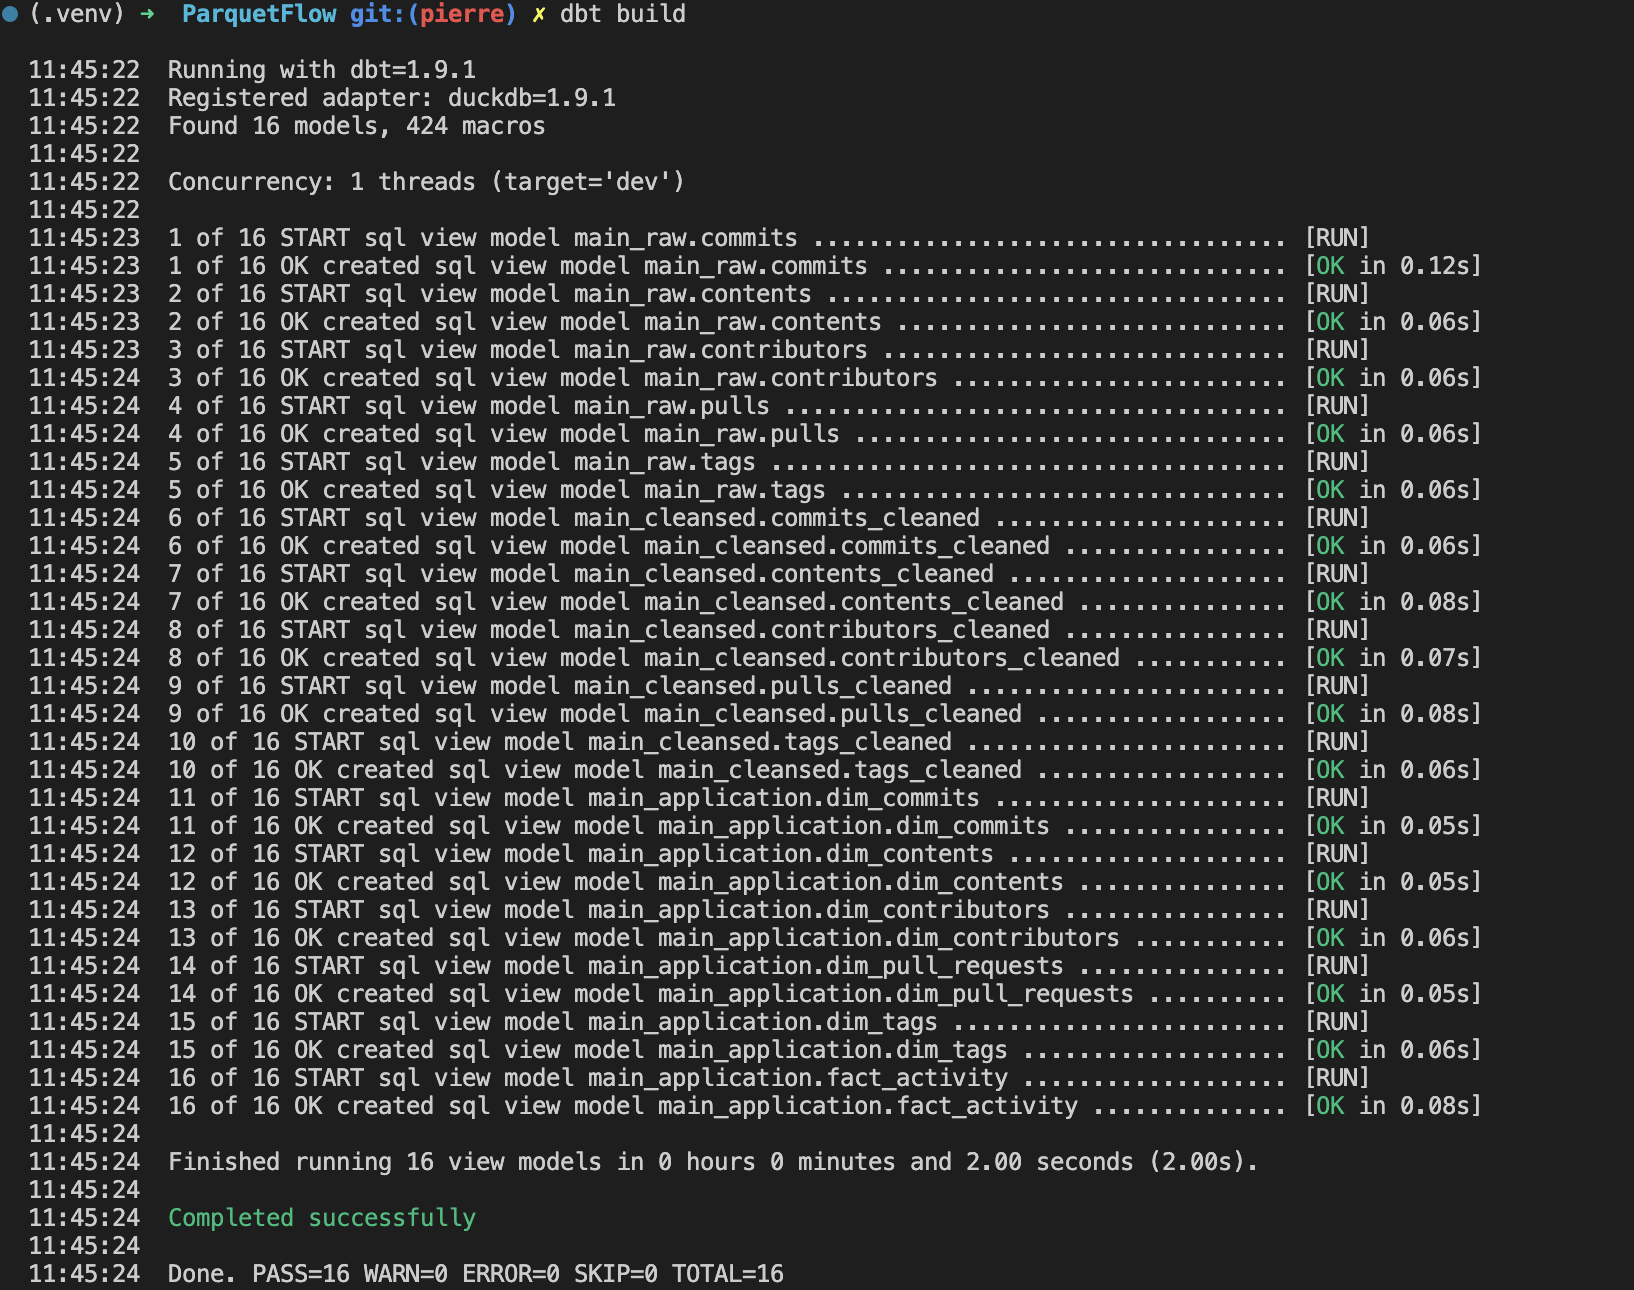 (.venv) → ParquetFlow git:(pierre) ✗ dbt build
11:45:22  Running with dbt=1.9.1
11:45:22  Registered adapter: duckdb=1.9.1
11:45:22  Found 16 models, 424 macros
11:45:22
11:45:22  Concurrency: 1 threads (target='dev')
11:45:22
11:45:23  1 of 16 START sql view model main_raw.commits .................................. [RUN]
11:45:23  1 of 16 OK created sql view model main_raw.commits ............................. [OK in 0.12s]
11:45:23  2 of 16 START sql view model main_raw.contents ................................. [RUN]
11:45:23  2 of 16 OK created sql view model main_raw.contents ............................ [OK in 0.06s]
11:45:23  3 of 16 START sql view model main_raw.contributors ............................. [RUN]
11:45:24  3 of 16 OK created sql view model main_raw.contributors ........................ [OK in 0.06s]
11:45:24  4 of 16 START sql view model main_raw.pulls .................................... [RUN]
11:45:24  4 of 16 OK created sql view model main_raw.pulls ............................... [OK in 0.06s]
11:45:24  5 of 16 START sql view model main_raw.tags ..................................... [RUN]
11:45:24  5 of 16 OK created sql view model main_raw.tags ................................ [OK in 0.06s]
11:45:24  6 of 16 START sql view model main_cleansed.commits_cleaned ..................... [RUN]
11:45:24  6 of 16 OK created sql view model main_cleansed.commits_cleaned ................ [OK in 0.06s]
11:45:24  7 of 16 START sql view model main_cleansed.contents_cleaned .................... [RUN]
11:45:24  7 of 16 OK created sql view model main_cleansed.contents_cleaned ............... [OK in 0.08s]
11:45:24  8 of 16 START sql view model main_cleansed.contributors_cleaned ................ [RUN]
11:45:24  8 of 16 OK created sql view model main_cleansed.contributors_cleaned ........... [OK in 0.07s]
11:45:24  9 of 16 START sql view model main_cleansed.pulls_cleaned ....................... [RUN]
11:45:24  9 of 16 OK created sql view model main_cleansed.pulls_cleaned .................. [OK in 0.08s]
11:45:24  10 of 16 START sql view model main_cleansed.tags_cleaned ....................... [RUN]
11:45:24  10 of 16 OK created sql view model main_cleansed.tags_cleaned .................. [OK in 0.06s]
11:45:24  11 of 16 START sql view model main_application.dim_commits ..................... [RUN]
11:45:24  11 of 16 OK created sql view model main_application.dim_commits ................ [OK in 0.05s]
11:45:24  12 of 16 START sql view model main_application.dim_contents .................... [RUN]
11:45:24  12 of 16 OK created sql view model main_application.dim_contents ............... [OK in 0.05s]
11:45:24  13 of 16 START sql view model main_application.dim_contributors ................ [RUN]
11:45:24  13 of 16 OK created sql view model main_application.dim_contributors ........... [OK in 0.06s]
11:45:24  14 of 16 START sql view model main_application.dim_pull_requests ............... [RUN]
11:45:24  14 of 16 OK created sql view model main_application.dim_pull_requests .......... [OK in 0.05s]
11:45:24  15 of 16 START sql view model main_application.dim_tags ........................ [RUN]
11:45:24  15 of 16 OK created sql view model main_application.dim_tags ................... [OK in 0.06s]
11:45:24  16 of 16 START sql view model main_application.fact_activity ................... [RUN]
11:45:24  16 of 16 OK created sql view model main_application.fact_activity .............. [OK in 0.08s]
11:45:24
11:45:24  Finished running 16 view models in 0 hours 0 minutes and 2.00 seconds (2.00s).
11:45:24
11:45:24  Completed successfully
11:45:24
11:45:24  Done. PASS=16 WARN=0 ERROR=0 SKIP=0 TOTAL=16